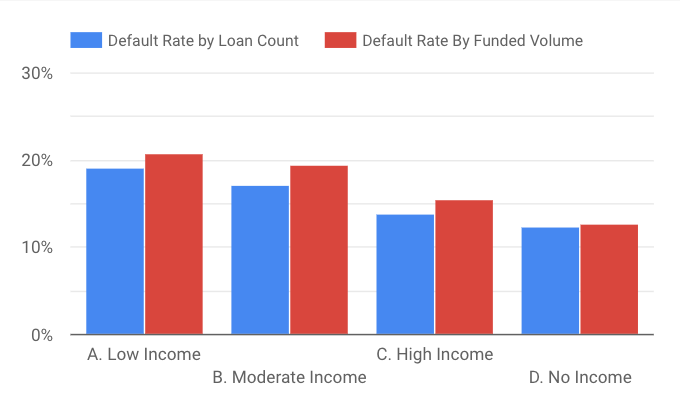 Default Rate by Loan Count Default Rate By Funded Volume
30%
20%
10%
0%
A. Low Income
B. Moderate Income
C. High Income
D. No Income